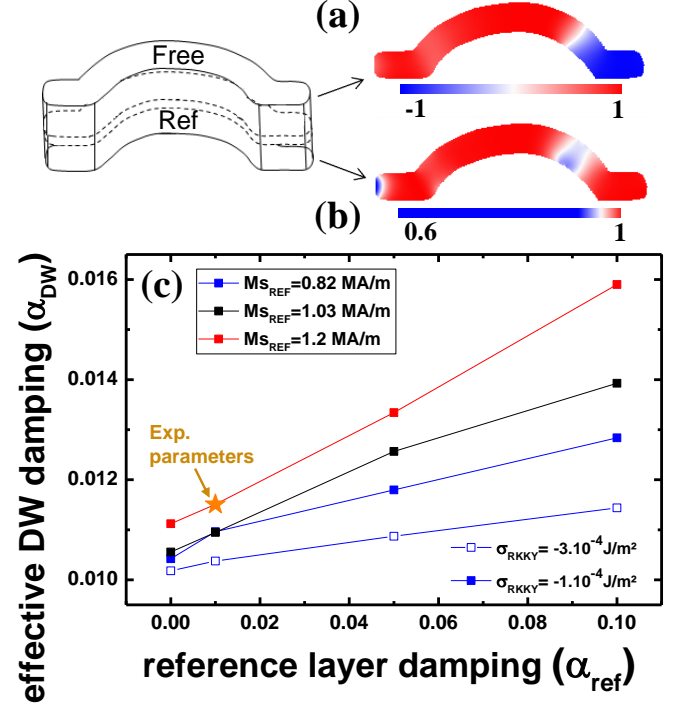 (a)
Free
Ref
-1 1
(b)
0.6 1
(c)
Ms_REF=0.82 MA/m
Ms_REF=1.03 MA/m
Ms_REF=1.2 MA/m
Exp.
parameters
σ_RKKY= -3.10^-4J/m²
σ_RKKY= -1.10^-4J/m²
effective DW damping (α_DW)
0.016
0.014
0.012
0.010
0.00 0.02 0.04 0.06 0.08 0.10
reference layer damping (α_ref)